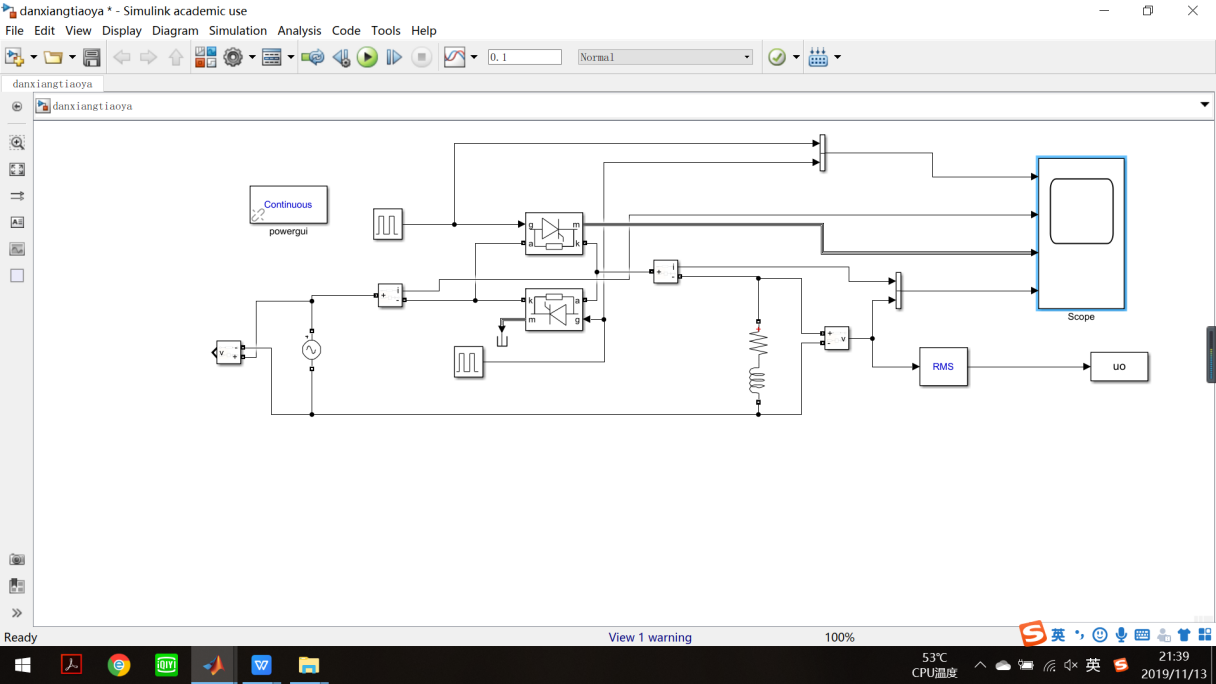 danxiangtiaoya * - Simulink academic use
File Edit View Display Diagram Simulation Analysis Code Tools Help
0.1 Normal
danxiangtiaoya
danxiangtiaoya
Continuous
powergui
g m
a k
i
+ -
k a
m g
i
+ -
v - +
+ - v
Scope
RMS
uo
Ready View 1 warning 100%
英
53℃
CPU温度
英
21:39
2019/11/13